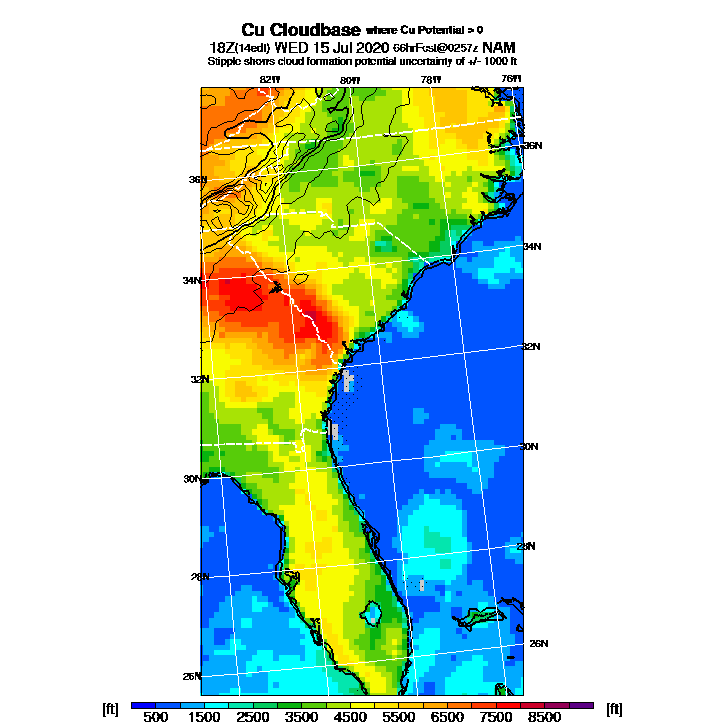 Cu Cloudbase where Cu Potential > 0
18Z(14edt) WED 15 Jul 2020 66hrFcst@0257z NAM
Stipple shows cloud formation potential uncertainty of +/- 1000 ft
82W 80W 78W 76W
36N
36N
34N
34N
32N
32N
30N
30N
28N
28N
26N
26N
[ft] 500 1500 2500 3500 4500 5500 6500 7500 8500 [ft]